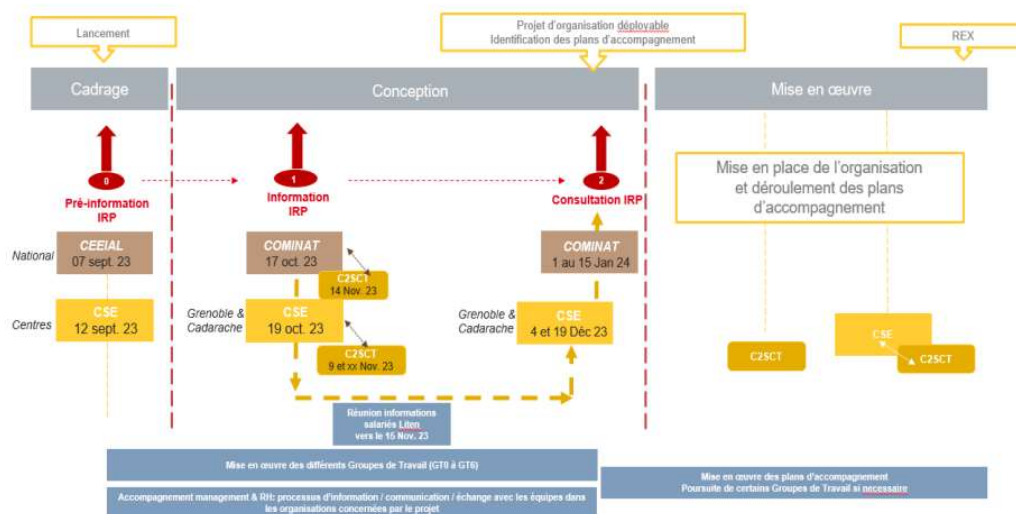 Lancement
Projet d'organisation déployable
Identification des plans d'accompagnement
REX
Cadrage
Conception
Mise en œuvre
0
Pré-information
IRP
1
Information
IRP
2
Consultation IRP
Mise en place de l'organisation
et déroulement des plans
d'accompagnement
National
CEEIAL
07 sept. 23
COMINAT
17 oct. 23
C2SCT
14 Nov. 23
COMINAT
1 au 15 Jan 24
Centres
CSE
12 sept. 23
Grenoble &
Cadarache
CSE
19 oct. 23
C2SCT
9 et xx Nov. 23
Grenoble &
Cadarache
CSE
4 et 19 Déc 23
C2SCT
CSE
C2SCT
Réunion informations
salariés Liten
vers le 15 Nov. 23
Mise en œuvre des différents Groupes de Travail (GT0 à GT6)
Mise en œuvre des plans d'accompagnement
Poursuite de certains Groupes de Travail si necessaire
Accompagnement management & RH: processus d'information / communication / échange avec les équipes dans
les organisations concernées par le projet